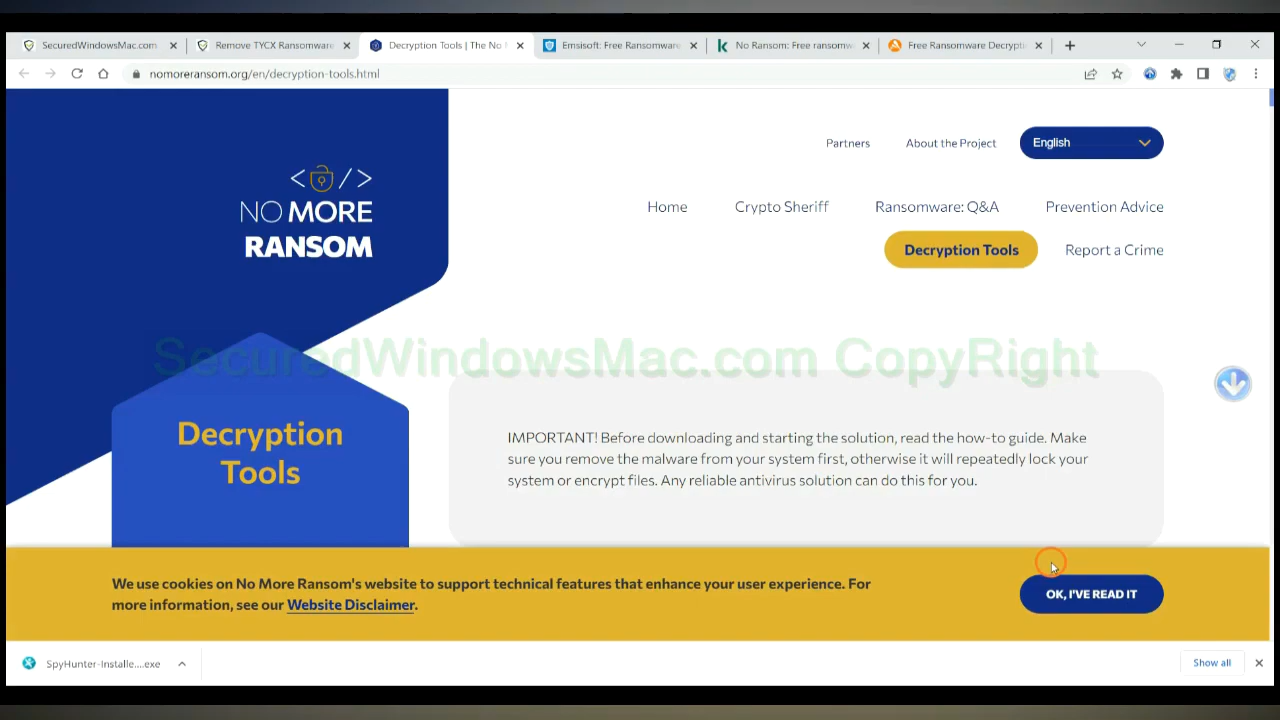 SecuredWindowsMac.com
Remove TYCX Ransomware
Decryption Tools | The No
Emsisoft: Free Ransomware
No Ransom: Free ransomw
Free Ransomware Decrypti
nomoreransom.org/en/decryption-tools.html
Partners
About the Project
English
</>
NO MORE
RANSOM
Home
Crypto Sheriff
Ransomware: Q&A
Prevention Advice
Decryption Tools
Report a Crime
SecuredWindowsMac.com CopyRight
Decryption
Tools
IMPORTANT! Before downloading and starting the solution, read the how-to guide. Make
sure you remove the malware from your system first, otherwise it will repeatedly lock your
system or encrypt files. Any reliable antivirus solution can do this for you.
We use cookies on No More Ransom's website to support technical features that enhance your user experience. For
more information, see our Website Disclaimer.
OK, I'VE READ IT
SpyHunter-Installe....exe
Show all